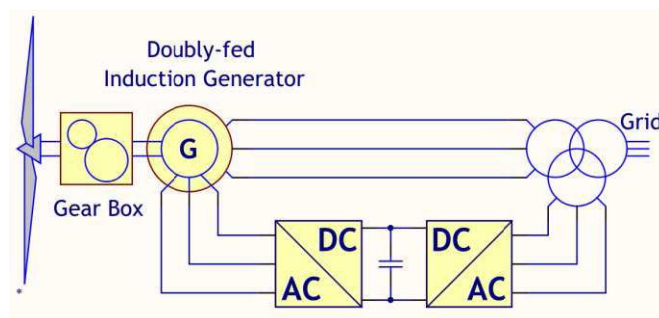 Doubly-fed
Induction Generator
Grid
G
Gear Box
DC
DC
AC
AC
*